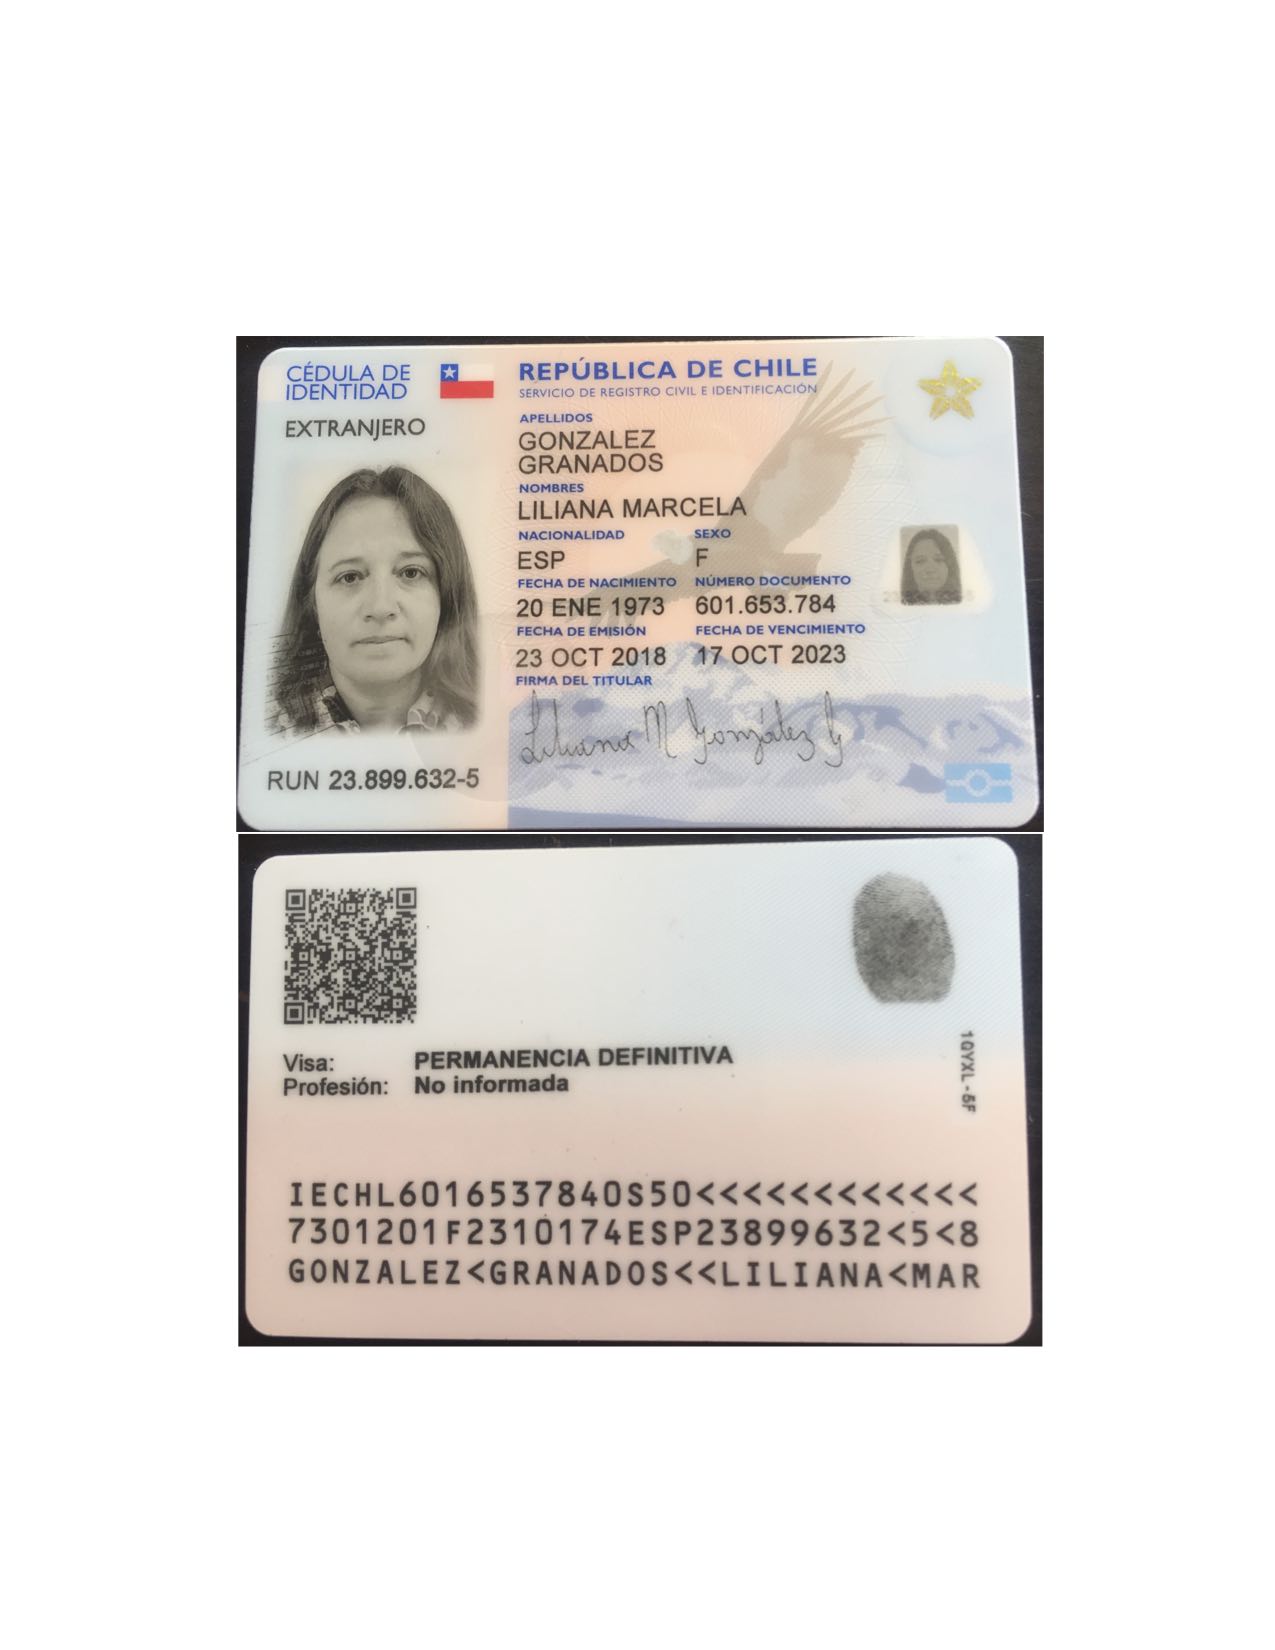 CÉDULA DE
IDENTIDAD
EXTRANJERO
REPÚBLICA DE CHILE
SERVICIO DE REGISTRO CIVIL E IDENTIFICACIÓN
APELLIDOS
GONZALEZ
GRANADOS
NOMBRES
LILIANA MARCELA
NACIONALIDAD SEXO
ESP F
FECHA DE NACIMIENTO NÚMERO DOCUMENTO
20 ENE 1973 601.653.784
FECHA DE EMISIÓN FECHA DE VENCIMIENTO
23 OCT 2018 17 OCT 2023
FIRMA DEL TITULAR
Liliana M González G
RUN 23.899.632-5
Visa: PERMANENCIA DEFINITIVA
Profesión: No informada
1QYXL-5F
IECHL6016537840S50<<<<<<<<<<<<
7301201F2310174ESP23899632<5<8
GONZALEZ<GRANADOS<<LILIANA<MAR